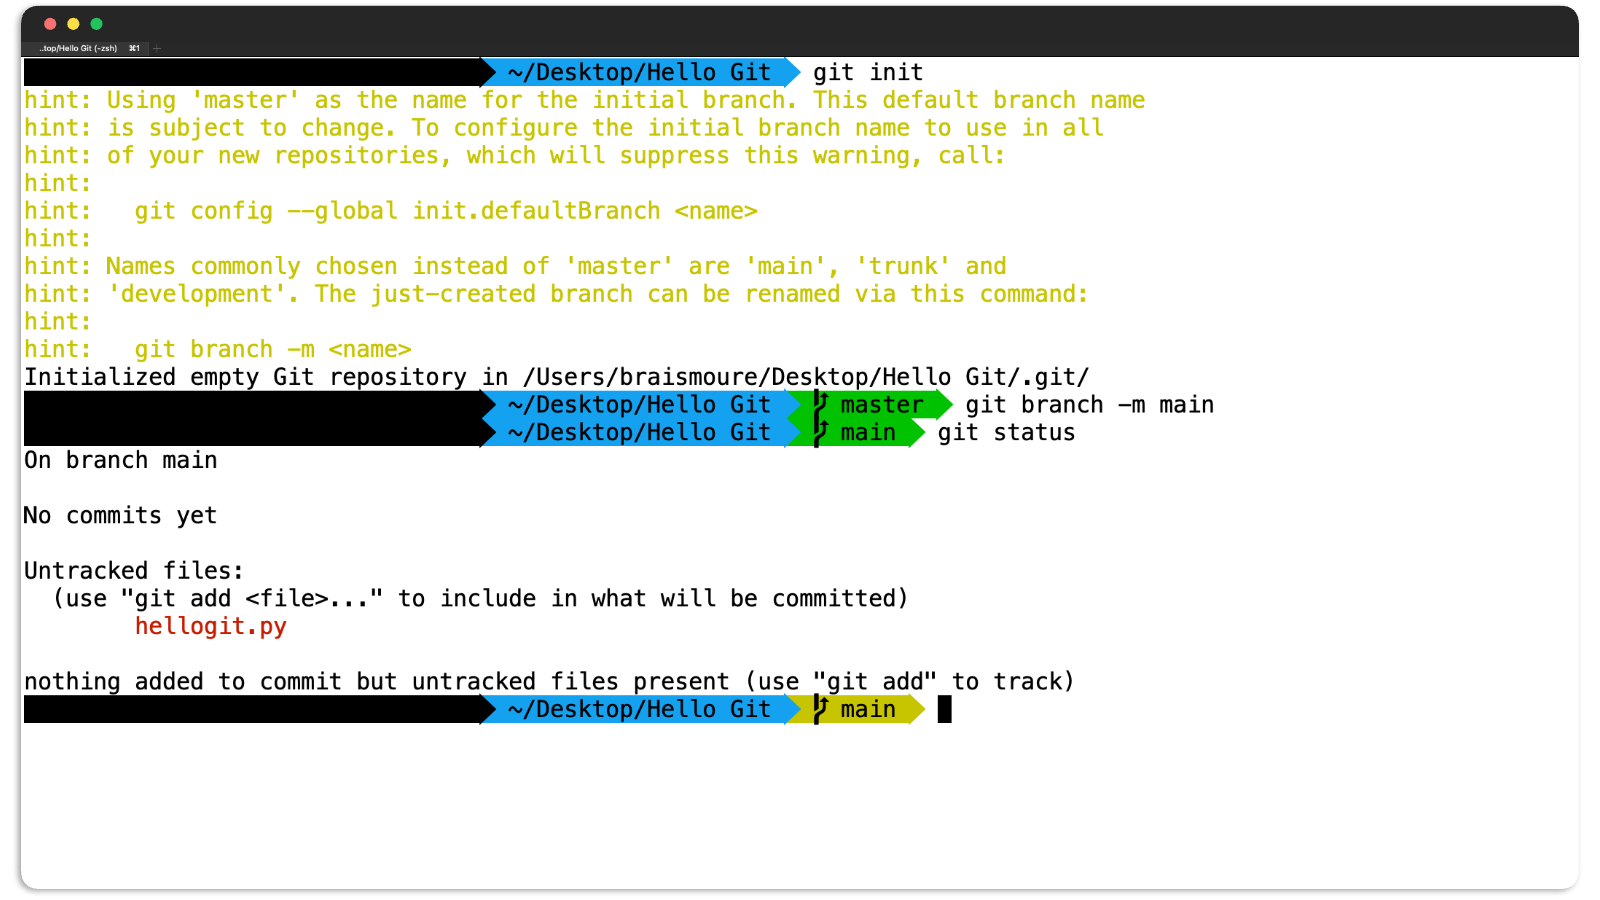 ..top/Hello Git (-zsh) ⌘1 +
~/Desktop/Hello Git git init
hint: Using 'master' as the name for the initial branch. This default branch name
hint: is subject to change. To configure the initial branch name to use in all
hint: of your new repositories, which will suppress this warning, call:
hint:
hint:   git config --global init.defaultBranch <name>
hint:
hint: Names commonly chosen instead of 'master' are 'main', 'trunk' and
hint: 'development'. The just-created branch can be renamed via this command:
hint:
hint:   git branch -m <name>
Initialized empty Git repository in /Users/braismoure/Desktop/Hello Git/.git/
~/Desktop/Hello Git master git branch -m main
~/Desktop/Hello Git main git status
On branch main
No commits yet
Untracked files:
  (use "git add <file>..." to include in what will be committed)
        hellogit.py
nothing added to commit but untracked files present (use "git add" to track)
~/Desktop/Hello Git main